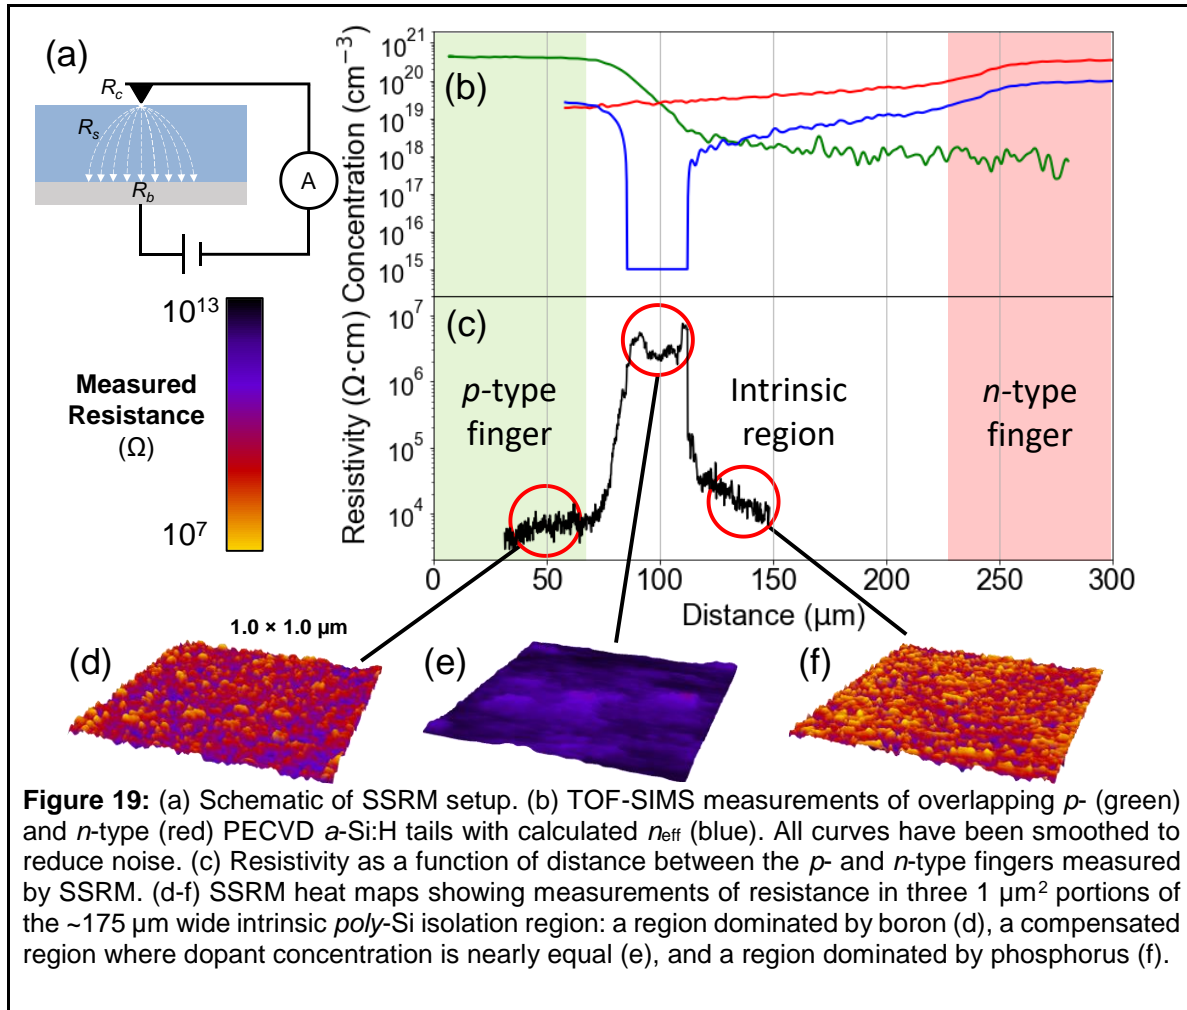 (a)
R_c
R_s
R_b
A
10^13
Measured
Resistance
(Ω)
10^7
Concentration (cm^−3)
10^21
10^20
10^19
10^18
10^17
10^16
10^15
(b)
Resistivity (Ω·cm)
10^7
10^6
10^5
10^4
(c)
p-type
finger
Intrinsic
region
n-type
finger
0 50 100 150 200 250 300
Distance (μm)
1.0 × 1.0 μm
(d)
(e)
(f)
Figure 19: (a) Schematic of SSRM setup. (b) TOF-SIMS measurements of overlapping p- (green)
and n-type (red) PECVD a-Si:H tails with calculated n_eff (blue). All curves have been smoothed to
reduce noise. (c) Resistivity as a function of distance between the p- and n-type fingers measured
by SSRM. (d-f) SSRM heat maps showing measurements of resistance in three 1 μm² portions of
the ~175 μm wide intrinsic poly-Si isolation region: a region dominated by boron (d), a compensated
region where dopant concentration is nearly equal (e), and a region dominated by phosphorus (f).